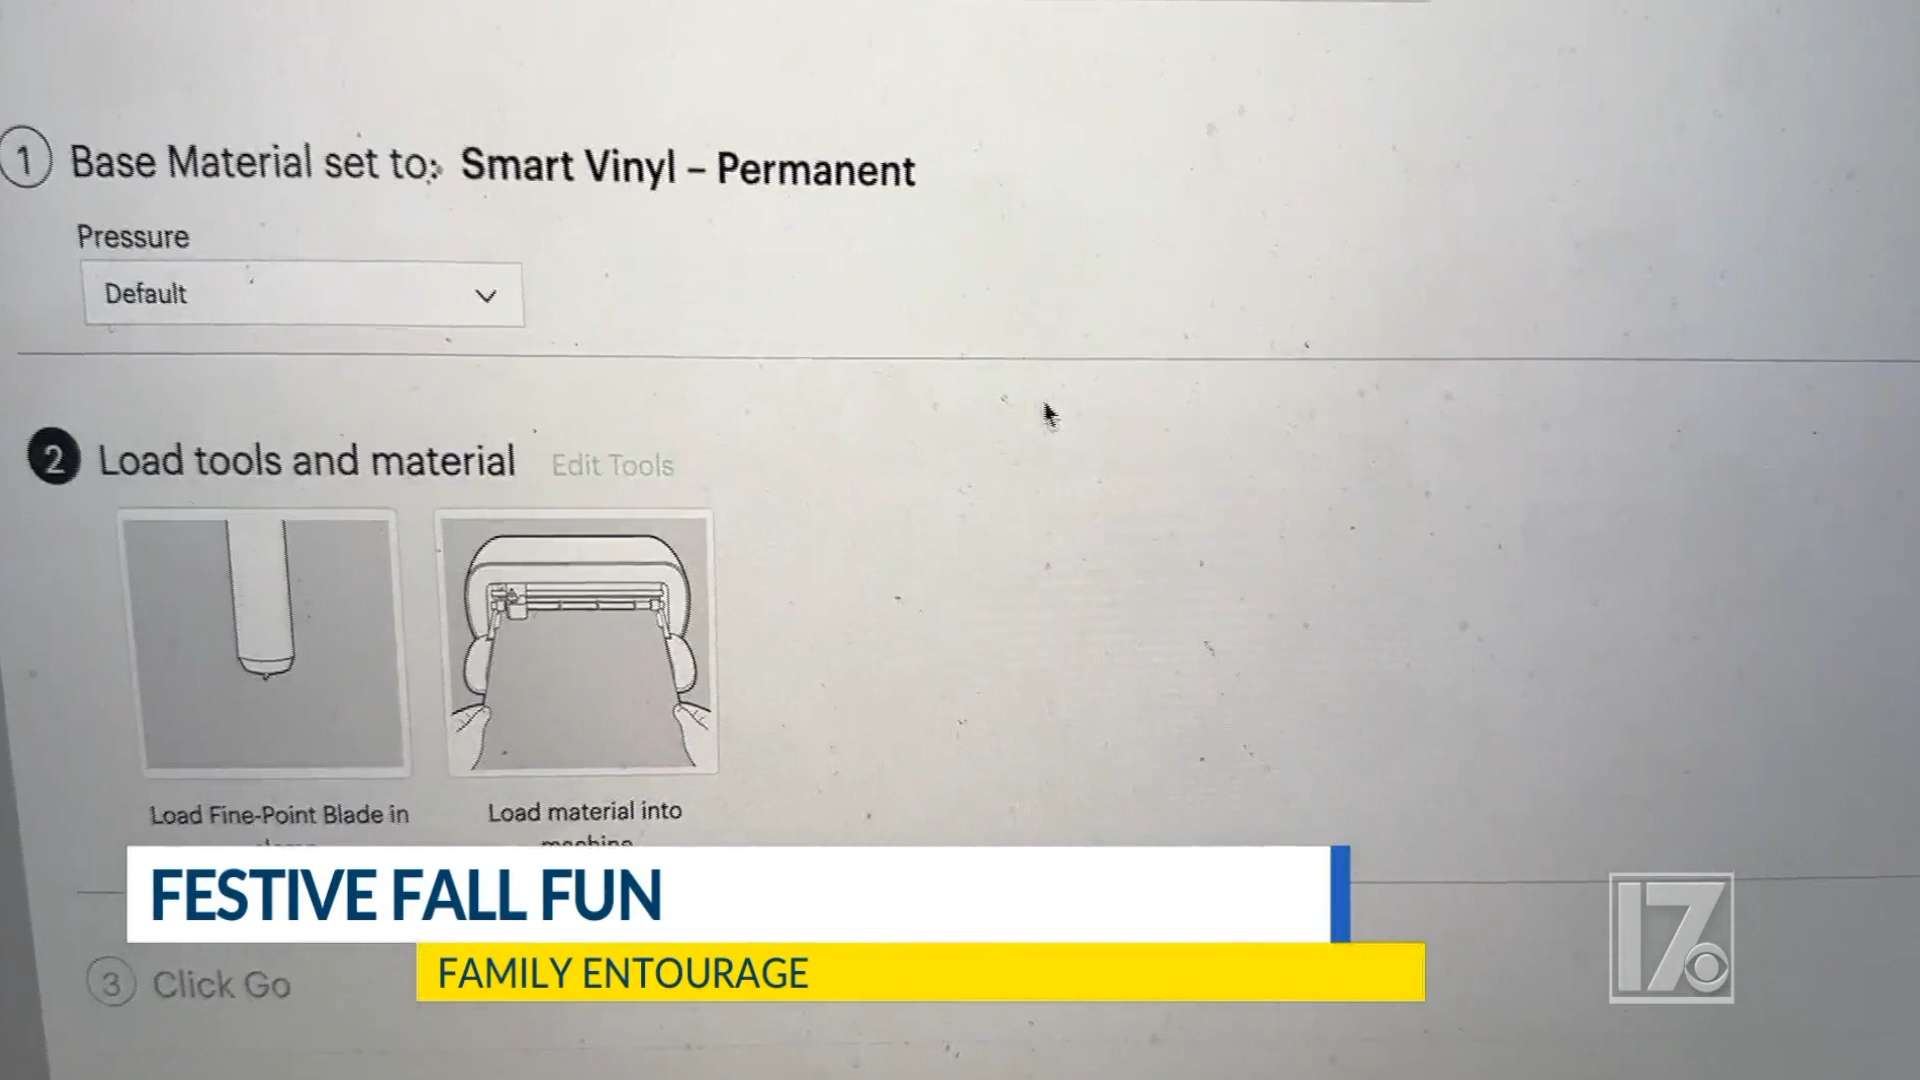 1 Base Material set to: Smart Vinyl – Permanent
Pressure
Default
2 Load tools and material Edit Tools
Load Fine-Point Blade in
Load material into
machine
FESTIVE FALL FUN
FAMILY ENTOURAGE
3 Click Go
17